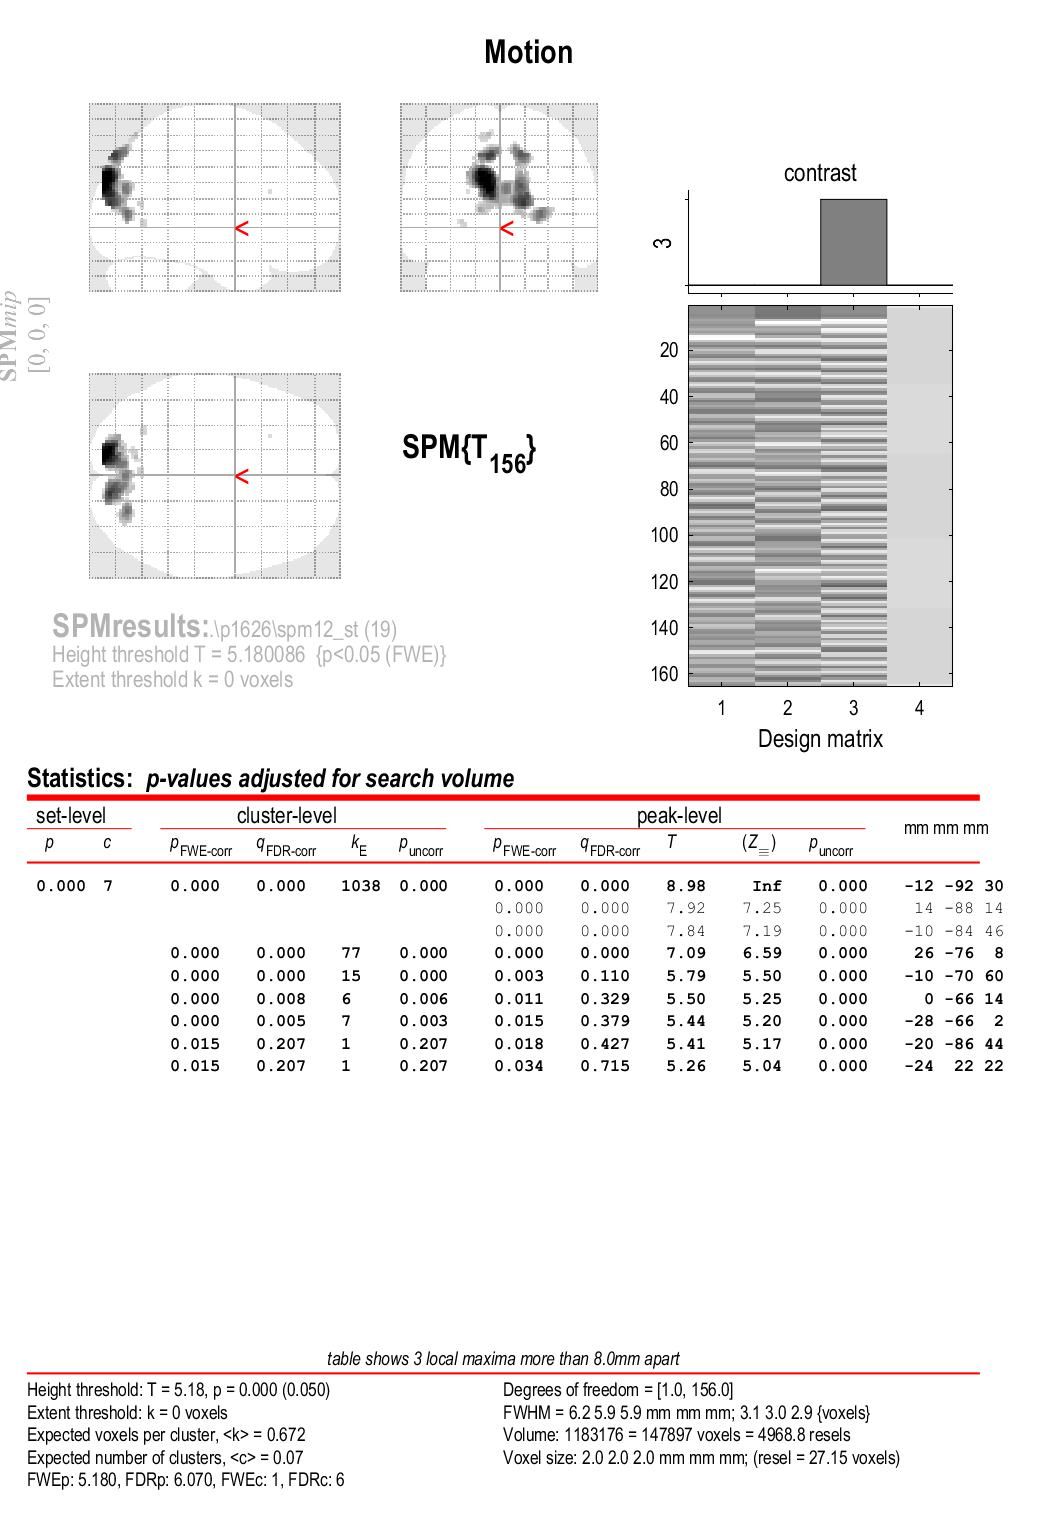 Motion
<
<
<
SPMmip
[0, 0, 0]
SPM{T156}
SPMresults:.\p1626\spm12_st (19)
Height threshold T = 5.180086 {p<0.05 (FWE)}
Extent threshold k = 0 voxels
contrast
3
20
40
60
80
100
120
140
160
1 2 3 4
Design matrix
Statistics: p-values adjusted for search volume
set-level cluster-level peak-level mm mm mm
p c pFWE-corr qFDR-corr kE puncorr pFWE-corr qFDR-corr T (Z≡) puncorr
0.000 7 0.000 0.000 1038 0.000 0.000 0.000 8.98 Inf 0.000 -12 -92 30
0.000 0.000 7.92 7.25 0.000 14 -88 14
0.000 0.000 7.84 7.19 0.000 -10 -84 46
0.000 0.000 77 0.000 0.000 0.000 7.09 6.59 0.000 26 -76 8
0.000 0.000 15 0.000 0.003 0.110 5.79 5.50 0.000 -10 -70 60
0.000 0.008 6 0.006 0.011 0.329 5.50 5.25 0.000 0 -66 14
0.000 0.005 7 0.003 0.015 0.379 5.44 5.20 0.000 -28 -66 2
0.015 0.207 1 0.207 0.018 0.427 5.41 5.17 0.000 -20 -86 44
0.015 0.207 1 0.207 0.034 0.715 5.26 5.04 0.000 -24 22 22
table shows 3 local maxima more than 8.0mm apart
Height threshold: T = 5.18, p = 0.000 (0.050)
Extent threshold: k = 0 voxels
Expected voxels per cluster, <k> = 0.672
Expected number of clusters, <c> = 0.07
FWEp: 5.180, FDRp: 6.070, FWEc: 1, FDRc: 6
Degrees of freedom = [1.0, 156.0]
FWHM = 6.2 5.9 5.9 mm mm mm; 3.1 3.0 2.9 {voxels}
Volume: 1183176 = 147897 voxels = 4968.8 resels
Voxel size: 2.0 2.0 2.0 mm mm mm; (resel = 27.15 voxels)